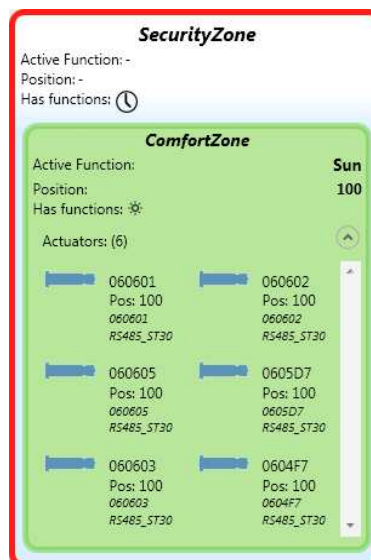 SecurityZone
Active Function: -
Position: -
Has functions:
ComfortZone
Active Function: Sun
Position: 100
Has functions:
Actuators: (6)
060601 060602
Pos: 100 Pos: 100
060601 060602
RS485_ST30 RS485_ST30
060605 0605D7
Pos: 100 Pos: 100
060605 0605D7
RS485_ST30 RS485_ST30
060603 0604F7
Pos: 100 Pos: 100
060603 0604F7
RS485_ST30 RS485_ST30